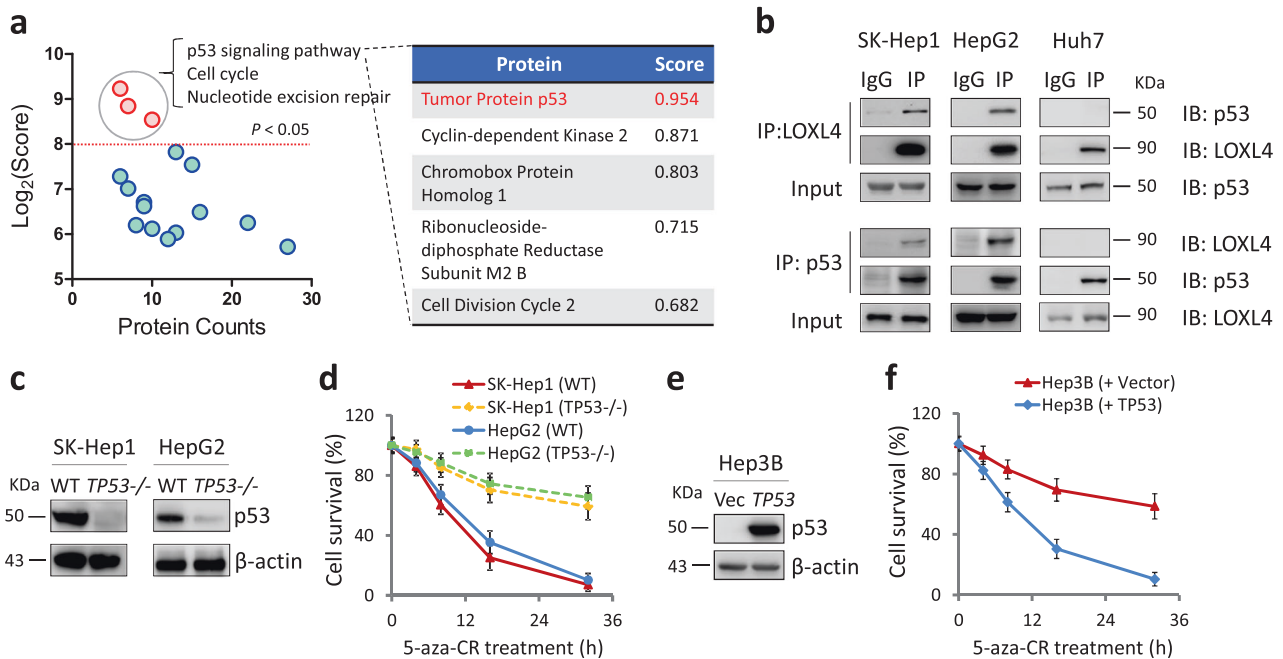 a
p53 signaling pathway
Cell cycle
Nucleotide excision repair
P < 0.05
Log2(Score)
10
9
8
7
6
5
0 10 20 30
Protein Counts
Protein Score
Tumor Protein p53 0.954
Cyclin-dependent Kinase 2 0.871
Chromobox Protein 0.803
Homolog 1
Ribonucleoside- 0.715
diphosphate Reductase
Subunit M2 B
Cell Division Cycle 2 0.682
b
SK-Hep1 HepG2 Huh7
IgG IP IgG IP IgG IP KDa
IP:LOXL4
50 IB: p53
90 IB: LOXL4
Input 50 IB: p53
IP: p53
90 IB: LOXL4
50 IB: p53
Input 90 IB: LOXL4
c
SK-Hep1 HepG2
KDa WT TP53-/- WT TP53-/-
50 p53
43 β-actin
d
SK-Hep1 (WT)
SK-Hep1 (TP53-/-)
HepG2 (WT)
HepG2 (TP53-/-)
Cell survival (%)
120
80
40
0
0 12 24 36
5-aza-CR treatment (h)
e
Hep3B
KDa Vec TP53
50 p53
43 β-actin
f
Hep3B (+ Vector)
Hep3B (+ TP53)
Cell survival (%)
120
80
40
0
0 12 24 36
5-aza-CR treatment (h)